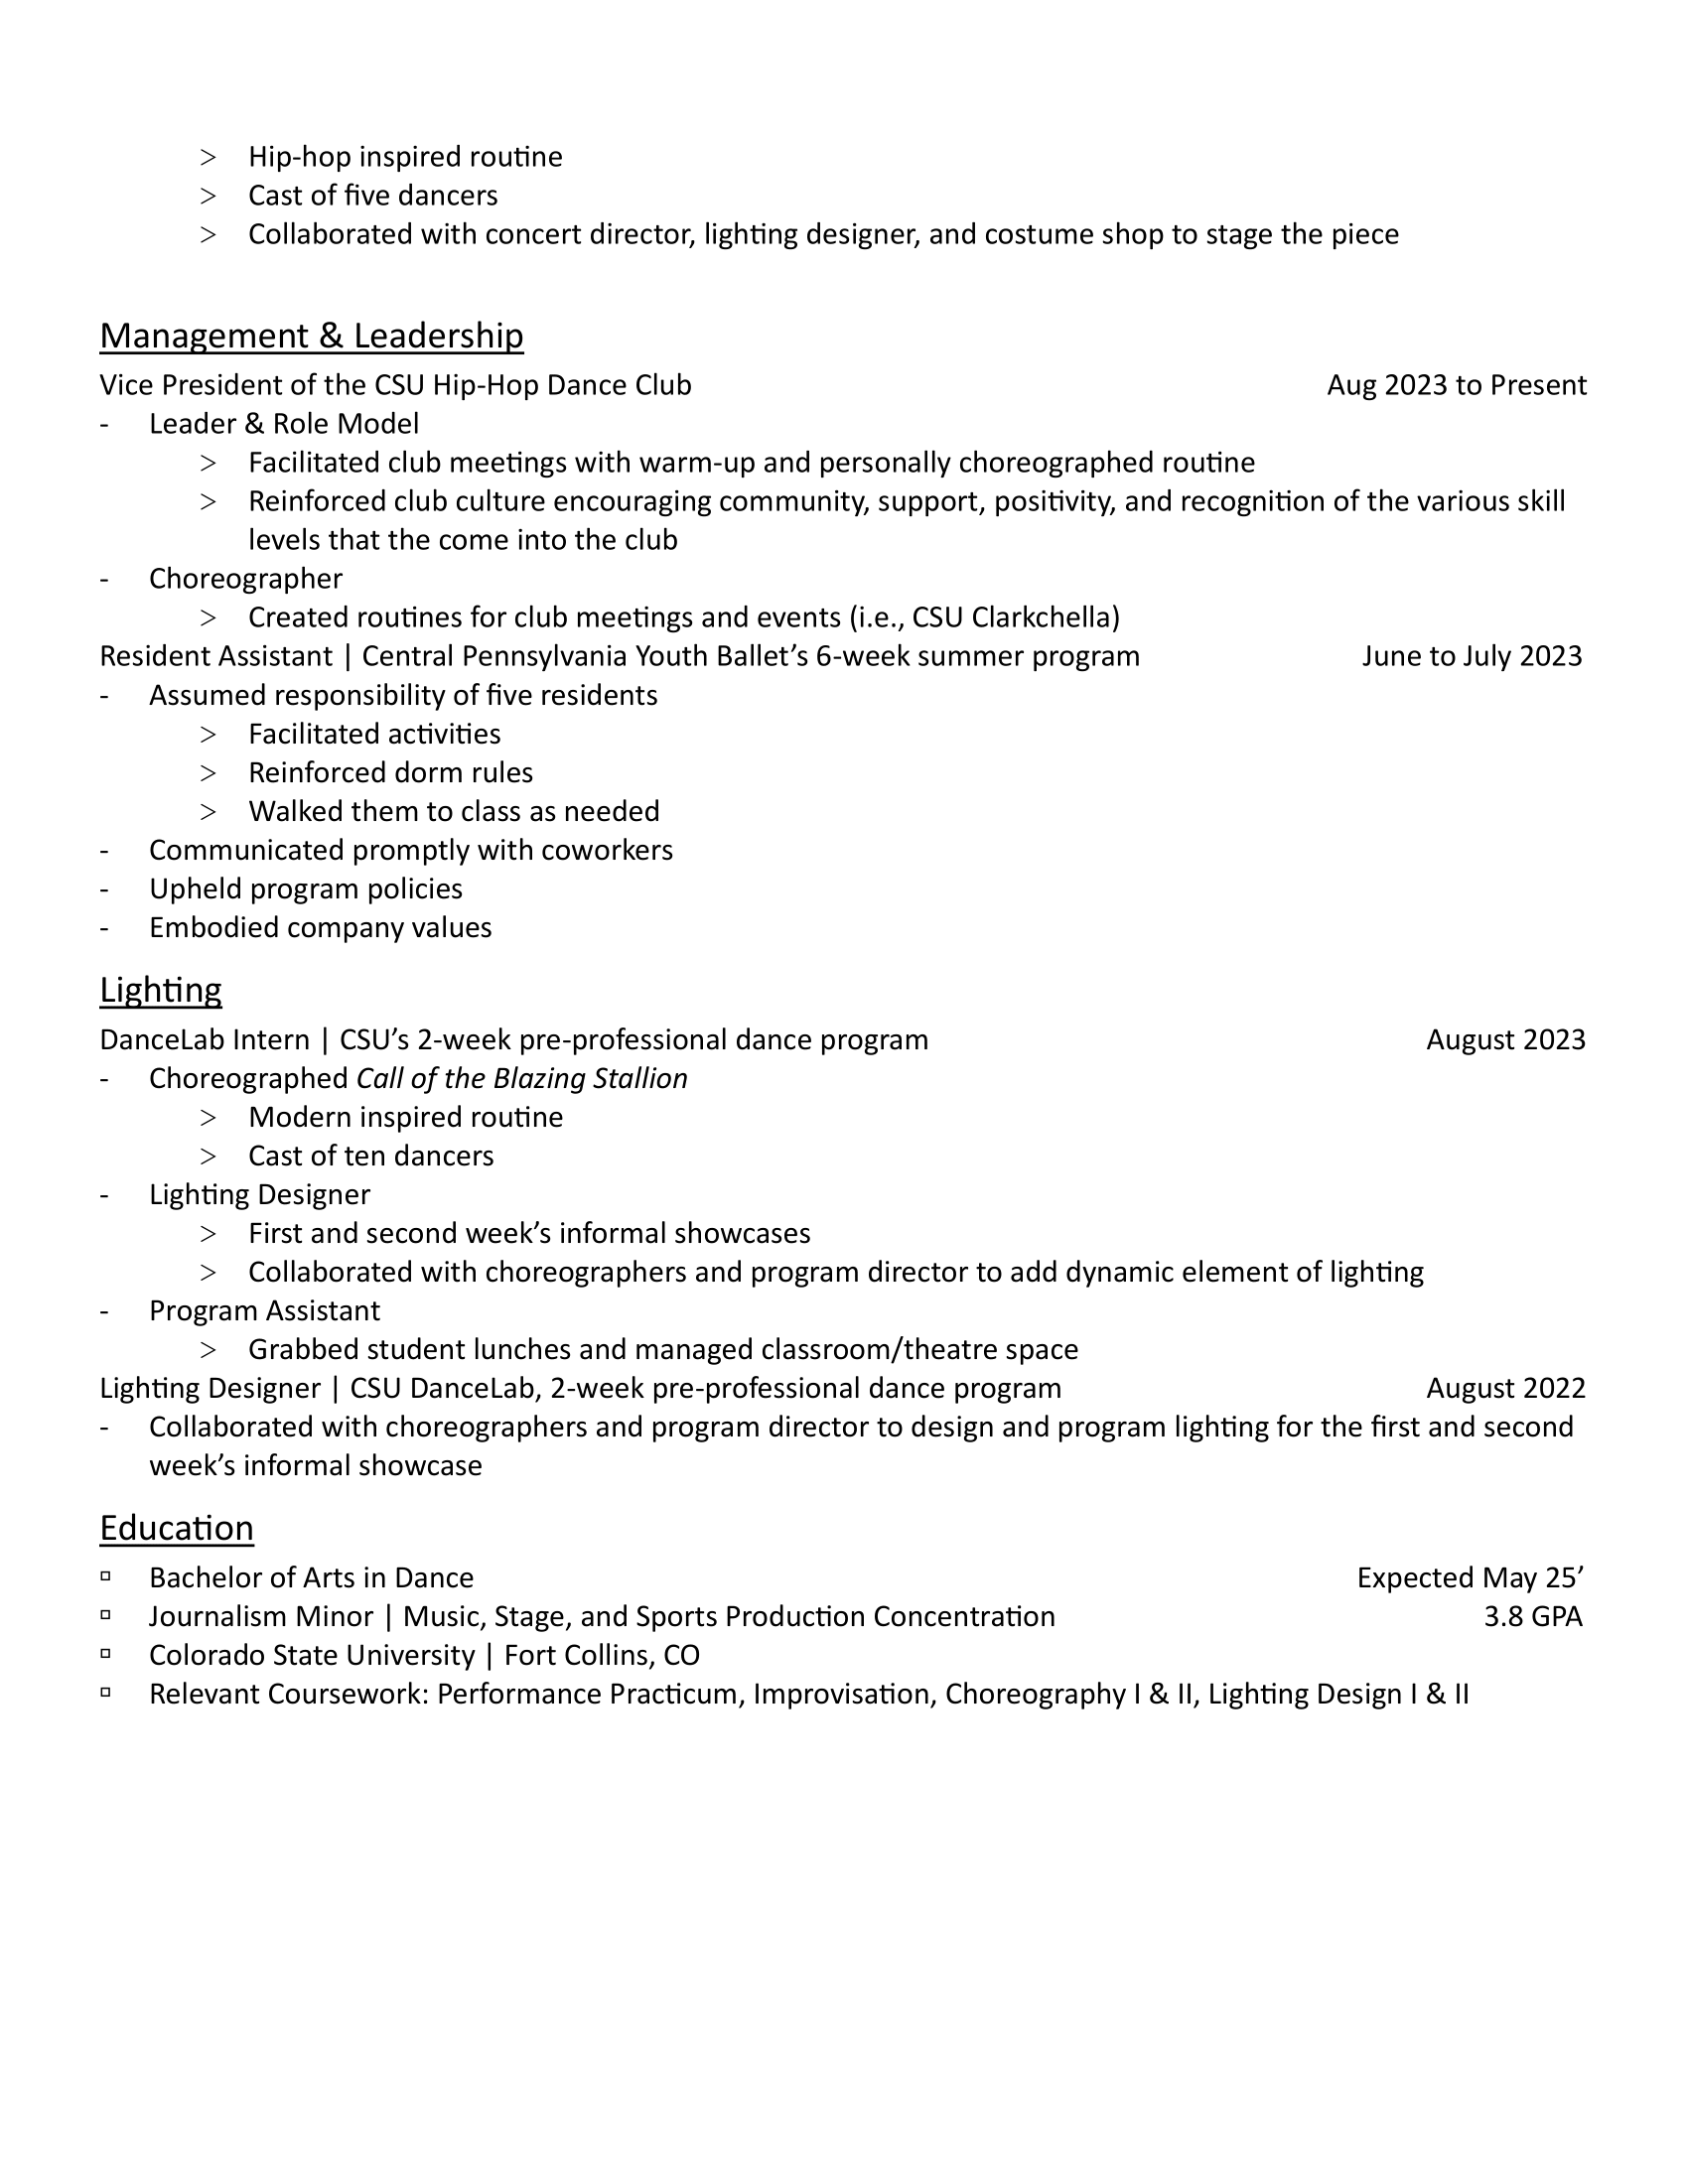 > Hip-hop inspired routine
> Cast of five dancers
> Collaborated with concert director, lighting designer, and costume shop to stage the piece
Management & Leadership
Vice President of the CSU Hip-Hop Dance Club Aug 2023 to Present
- Leader & Role Model
> Facilitated club meetings with warm-up and personally choreographed routine
> Reinforced club culture encouraging community, support, positivity, and recognition of the various skill
levels that the come into the club
- Choreographer
> Created routines for club meetings and events (i.e., CSU Clarkchella)
Resident Assistant | Central Pennsylvania Youth Ballet’s 6-week summer program June to July 2023
- Assumed responsibility of five residents
> Facilitated activities
> Reinforced dorm rules
> Walked them to class as needed
- Communicated promptly with coworkers
- Upheld program policies
- Embodied company values
Lighting
DanceLab Intern | CSU’s 2-week pre-professional dance program August 2023
- Choreographed Call of the Blazing Stallion
> Modern inspired routine
> Cast of ten dancers
- Lighting Designer
> First and second week’s informal showcases
> Collaborated with choreographers and program director to add dynamic element of lighting
- Program Assistant
> Grabbed student lunches and managed classroom/theatre space
Lighting Designer | CSU DanceLab, 2-week pre-professional dance program August 2022
- Collaborated with choreographers and program director to design and program lighting for the first and second
week’s informal showcase
Education
▫ Bachelor of Arts in Dance Expected May 25’
▫ Journalism Minor | Music, Stage, and Sports Production Concentration 3.8 GPA
▫ Colorado State University | Fort Collins, CO
▫ Relevant Coursework: Performance Practicum, Improvisation, Choreography I & II, Lighting Design I & II